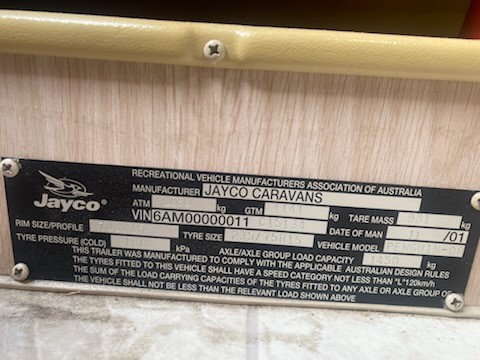 Jayco
RECREATIONAL VEHICLE MANUFACTURERS ASSOCIATION OF AUSTRALIA
MANUFACTURER JAYCO CARAVANS
ATM kg GTM kg TARE MASS kg
VIN 6AM00000011 DATE OF MAN 11 /01
RIM SIZE/PROFILE TYRE SIZE VEHICLE MODEL
TYRE PRESSURE (COLD) kPa AXLE/AXLE GROUP LOAD CAPACITY 1450 kg
THIS TRAILER WAS MANUFACTURED TO COMPLY WITH THE APPLICABLE AUSTRALIAN DESIGN RULES
THE TYRES FITTED TO THIS VEHICLE SHALL HAVE A SPEED CATEGORY NOT LESS THAN "L" 120km/h
THE SUM OF THE LOAD CARRYING CAPACITIES OF THE TYRES FITTED TO ANY AXLE OR AXLE GROUP OF
THE VEHICLE SHALL NOT BE LESS THAN THE RELEVANT LOAD SHOWN ABOVE